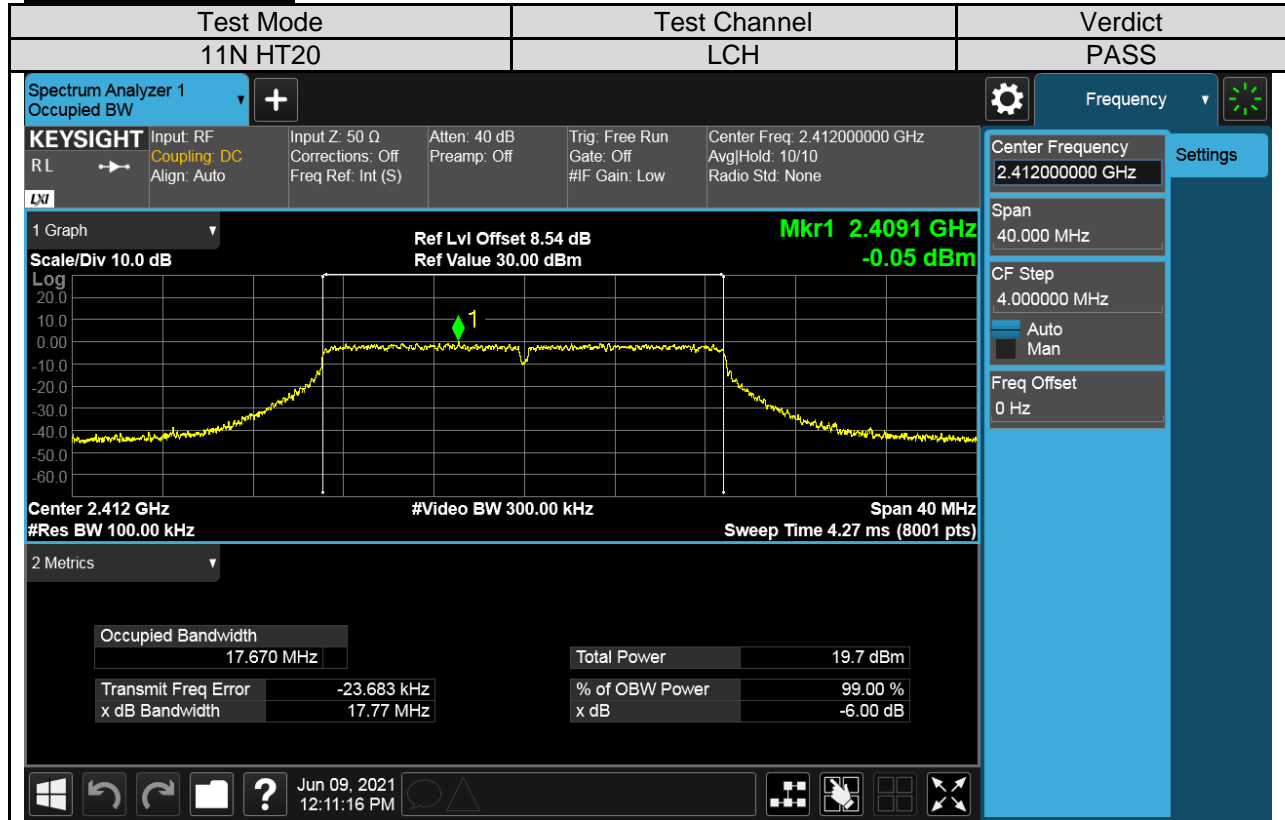 Test Mode Test Channel Verdict
11N HT20 LCH PASS
Spectrum Analyzer 1
Occupied BW
Frequency
KEYSIGHT
R L
LXI
Input: RF
Coupling: DC
Align: Auto
Input Z: 50 Ω
Corrections: Off
Freq Ref: Int (S)
Atten: 40 dB
Preamp: Off
Trig: Free Run
Gate: Off
#IF Gain: Low
Center Freq: 2.412000000 GHz
Avg|Hold: 10/10
Radio Std: None
Center Frequency
2.412000000 GHz
Settings
Span
40.000 MHz
CF Step
4.000000 MHz
Auto
Man
Freq Offset
0 Hz
1 Graph
Scale/Div 10.0 dB
Ref Lvl Offset 8.54 dB
Ref Value 30.00 dBm
Mkr1 2.4091 GHz
-0.05 dBm
Log
20.0
10.0
0.00
-10.0
-20.0
-30.0
-40.0
-50.0
-60.0
1
Center 2.412 GHz
#Res BW 100.00 kHz
#Video BW 300.00 kHz
Span 40 MHz
Sweep Time 4.27 ms (8001 pts)
2 Metrics
Occupied Bandwidth
17.670 MHz
Total Power 19.7 dBm
Transmit Freq Error -23.683 kHz
% of OBW Power 99.00 %
x dB Bandwidth 17.77 MHz
x dB -6.00 dB
?
Jun 09, 2021
12:11:16 PM